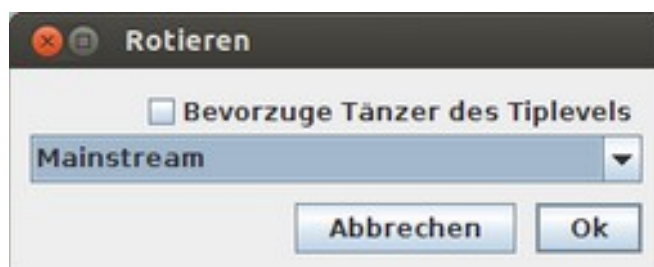 Rotieren
Bevorzuge Tänzer des Tiplevels
Mainstream
Abbrechen Ok